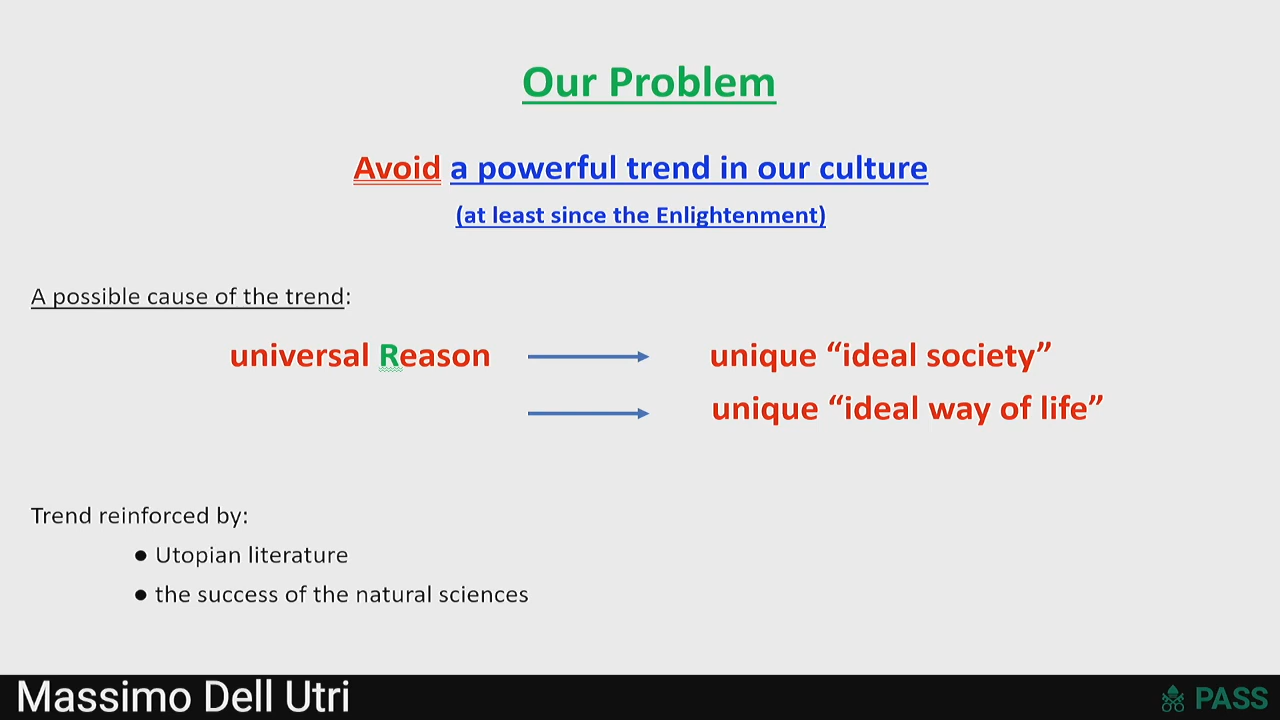 Our Problem
Avoid a powerful trend in our culture
(at least since the Enlightenment)
A possible cause of the trend:
universal Reason unique “ideal society”
unique “ideal way of life”
Trend reinforced by:
● Utopian literature
● the success of the natural sciences
Massimo Dell Utri
PASS